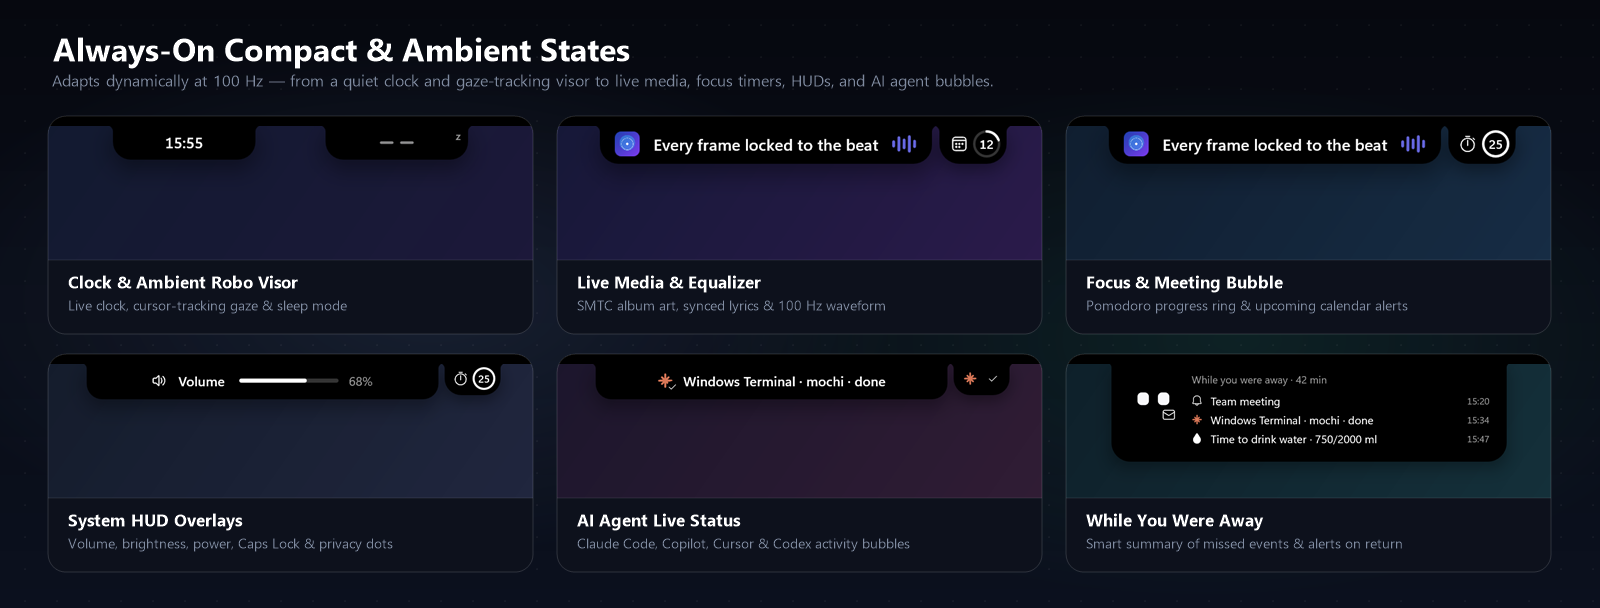 Always-On Compact & Ambient States
Adapts dynamically at 100 Hz — from a quiet clock and gaze-tracking visor to live media, focus timers, HUDs, and AI agent bubbles.
15:55
z
Clock & Ambient Robo Visor
Live clock, cursor-tracking gaze & sleep mode
Every frame locked to the beat
12
Live Media & Equalizer
SMTC album art, synced lyrics & 100 Hz waveform
Every frame locked to the beat
25
Focus & Meeting Bubble
Pomodoro progress ring & upcoming calendar alerts
Volume 68%
25
System HUD Overlays
Volume, brightness, power, Caps Lock & privacy dots
Windows Terminal · mochi · done
AI Agent Live Status
Claude Code, Copilot, Cursor & Codex activity bubbles
While you were away · 42 min
Team meeting 15:20
Windows Terminal · mochi · done 15:34
Time to drink water · 750/2000 ml 15:47
While You Were Away
Smart summary of missed events & alerts on return